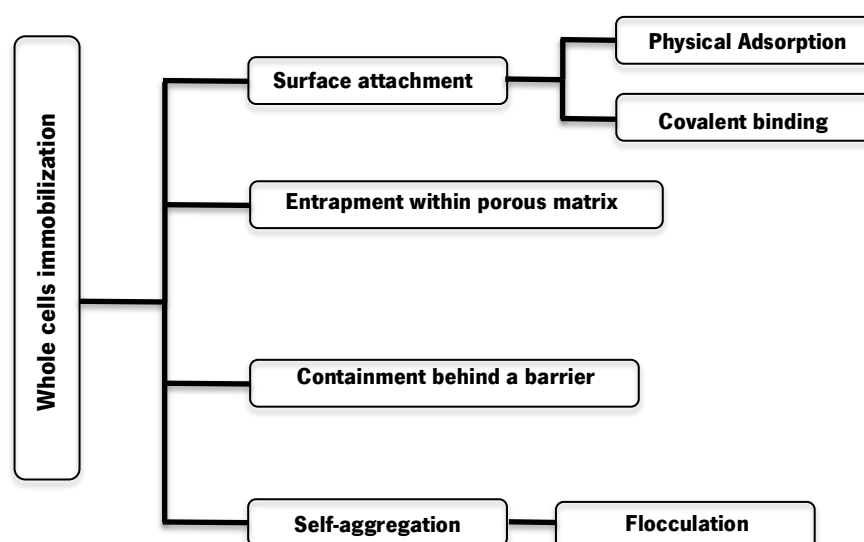 Whole cells immobilization
Surface attachment
Physical Adsorption
Covalent binding
Entrapment within porous matrix
Containment behind a barrier
Self-aggregation
Flocculation